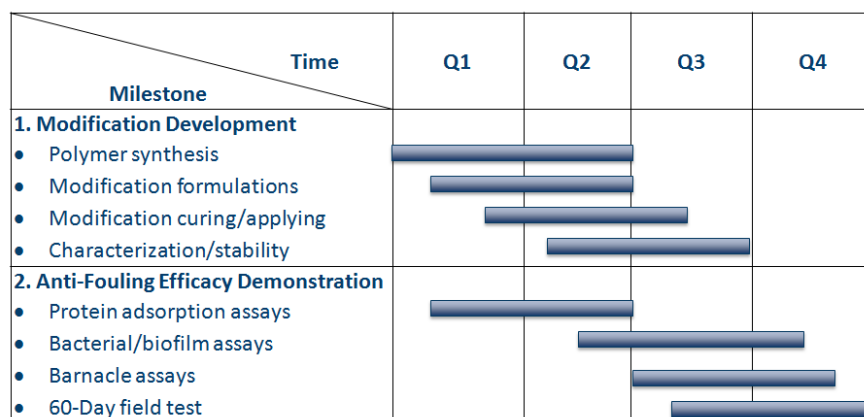 Time
Milestone
Q1 Q2 Q3 Q4
1. Modification Development
• Polymer synthesis
• Modification formulations
• Modification curing/applying
• Characterization/stability
2. Anti-Fouling Efficacy Demonstration
• Protein adsorption assays
• Bacterial/biofilm assays
• Barnacle assays
• 60-Day field test